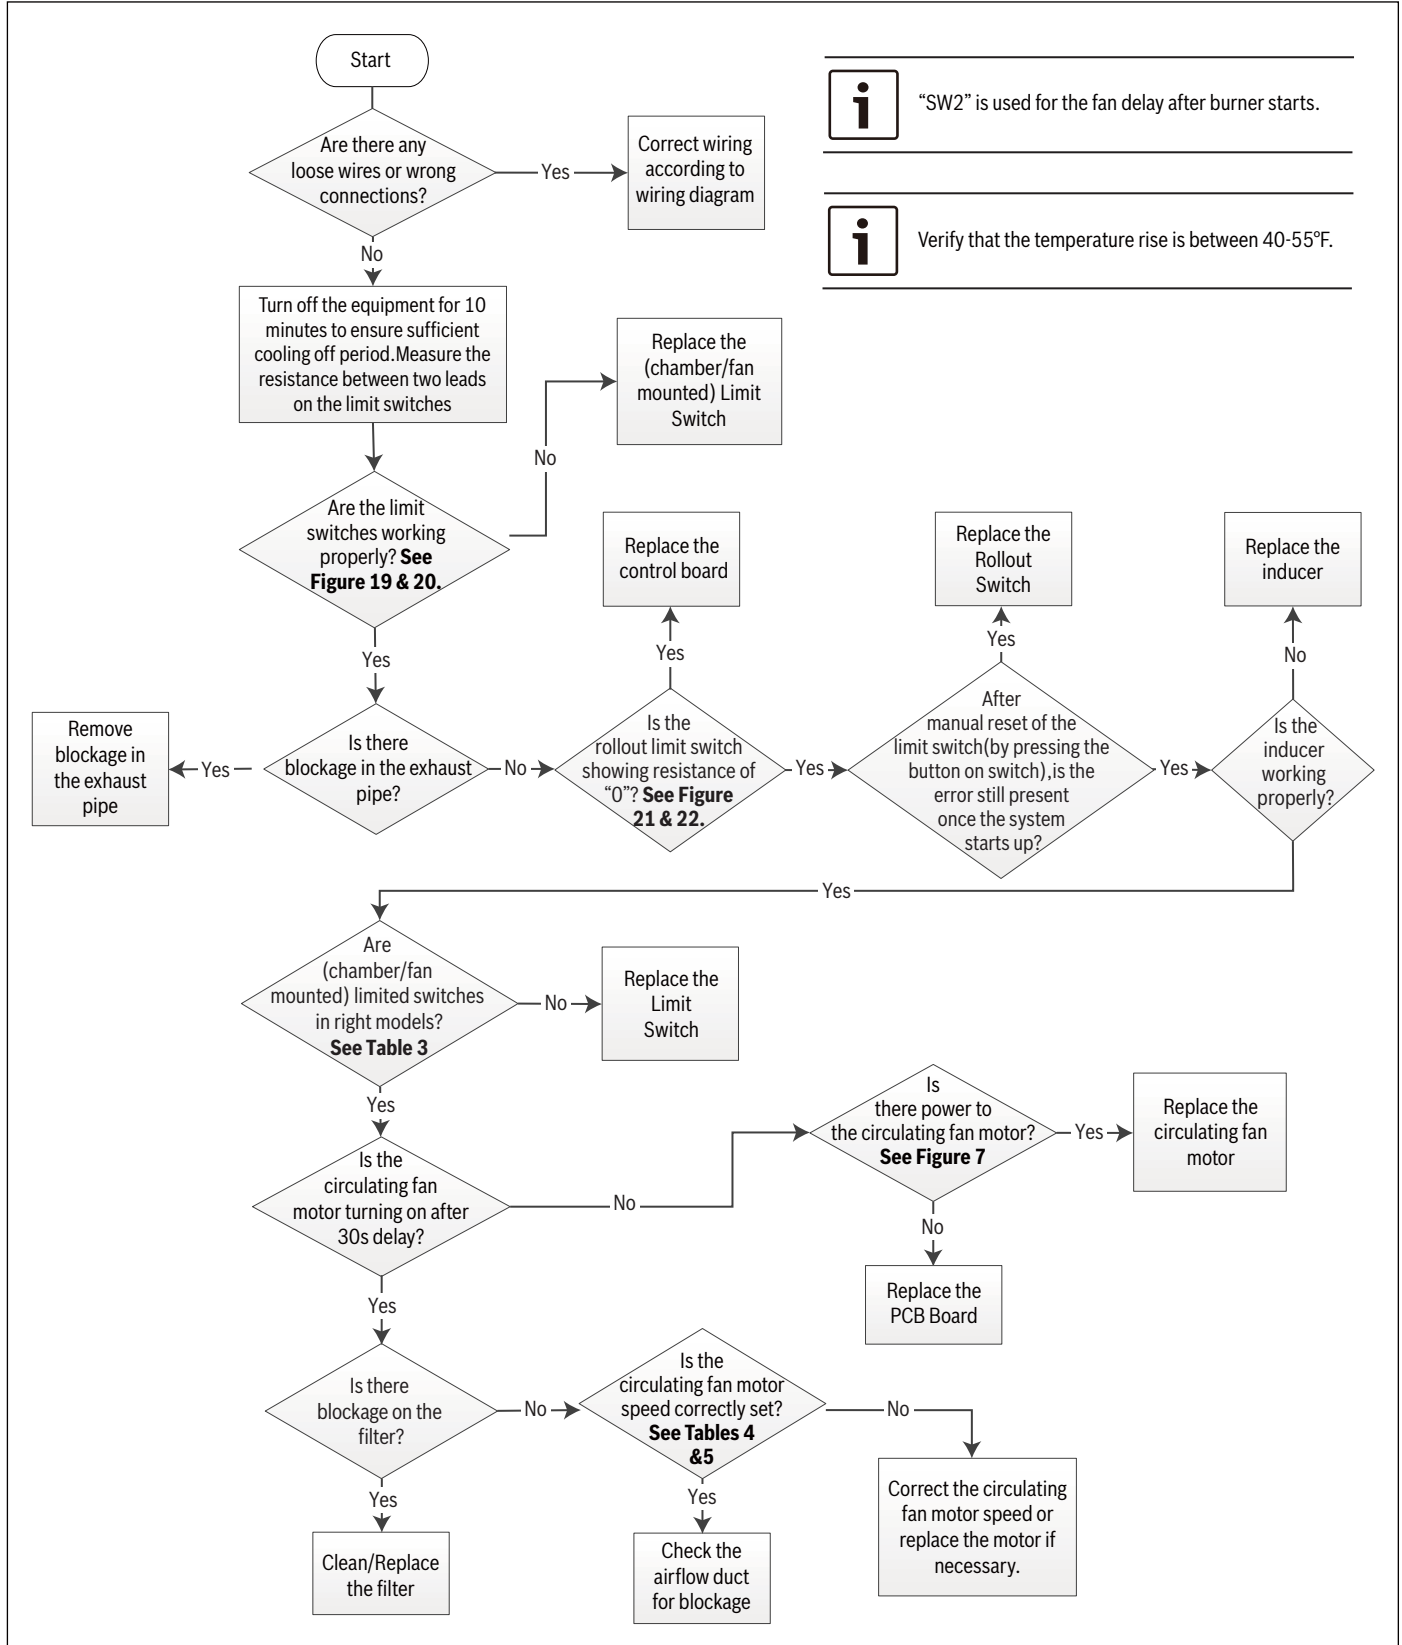 Start
"SW2" is used for the fan delay after burner starts.
Verify that the temperature rise is between 40-55°F.
Are there any
loose wires or wrong
connections?
Yes
Correct wiring
according to
wiring diagram
No
Turn off the equipment for 10
minutes to ensure sufficient
cooling off period.Measure the
resistance between two leads
on the limit switches
Replace the
(chamber/fan
mounted) Limit
Switch
No
Are the limit
switches working
properly? See
Figure 19 & 20.
Yes
Replace the
control board
Yes
Replace the
Rollout
Switch
Yes
Replace the
inducer
No
Remove
blockage in
the exhaust
pipe
Yes
Is there
blockage in the exhaust
pipe?
No
Is the
rollout limit switch
showing resistance of
"0"? See Figure
21 & 22.
Yes
After
manual reset of the
limit switch(by pressing the
button on switch),is the
error still present
once the system
starts up?
Yes
Is the
inducer
working
properly?
Yes
Are
(chamber/fan
mounted) limited switches
in right models?
See Table 3
No
Replace the
Limit
Switch
Yes
Is the
circulating fan
motor turning on after
30s delay?
No
Is
there power to
the circulating fan motor?
See Figure 7
Yes
Replace the
circulating fan
motor
No
Replace the
PCB Board
Yes
Is there
blockage on the
filter?
No
Is the
circulating fan motor
speed correctly set?
See Tables 4
&5
No
Correct the circulating
fan motor speed or
replace the motor if
necessary.
Yes
Clean/Replace
the filter
Yes
Check the
airflow duct
for blockage